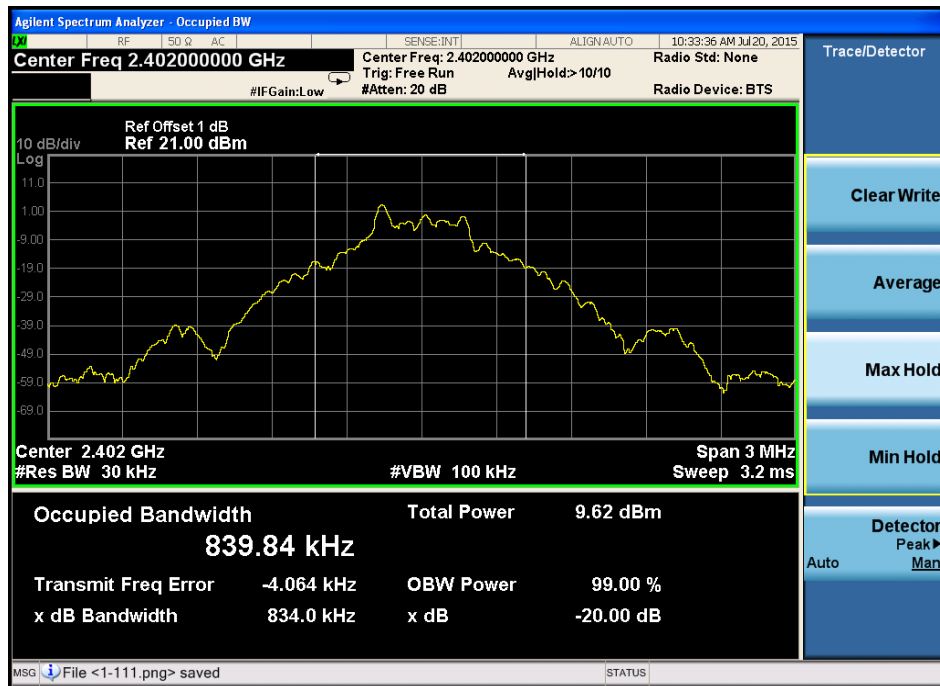 Agilent Spectrum Analyzer - Occupied BW
LXI RF 50 Ω AC SENSE:INT ALIGN AUTO 10:33:36 AM Jul 20, 2015
Center Freq 2.402000000 GHz
Center Freq: 2.402000000 GHz
Radio Std: None
Trig: Free Run Avg|Hold:>10/10
#IFGain:Low #Atten: 20 dB
Radio Device: BTS
Ref Offset 1 dB
10 dB/div Ref 21.00 dBm
Log
11.0
1.00
-9.00
-19.0
-29.0
-39.0
-49.0
-59.0
-69.0
Center 2.402 GHz Span 3 MHz
#Res BW 30 kHz #VBW 100 kHz Sweep 3.2 ms
Occupied Bandwidth Total Power 9.62 dBm
839.84 kHz
Transmit Freq Error -4.064 kHz OBW Power 99.00 %
x dB Bandwidth 834.0 kHz x dB -20.00 dB
MSG File <1-111.png> saved STATUS
Trace/Detector
Clear Write
Average
Max Hold
Min Hold
Detector
Peak▶
Auto Man